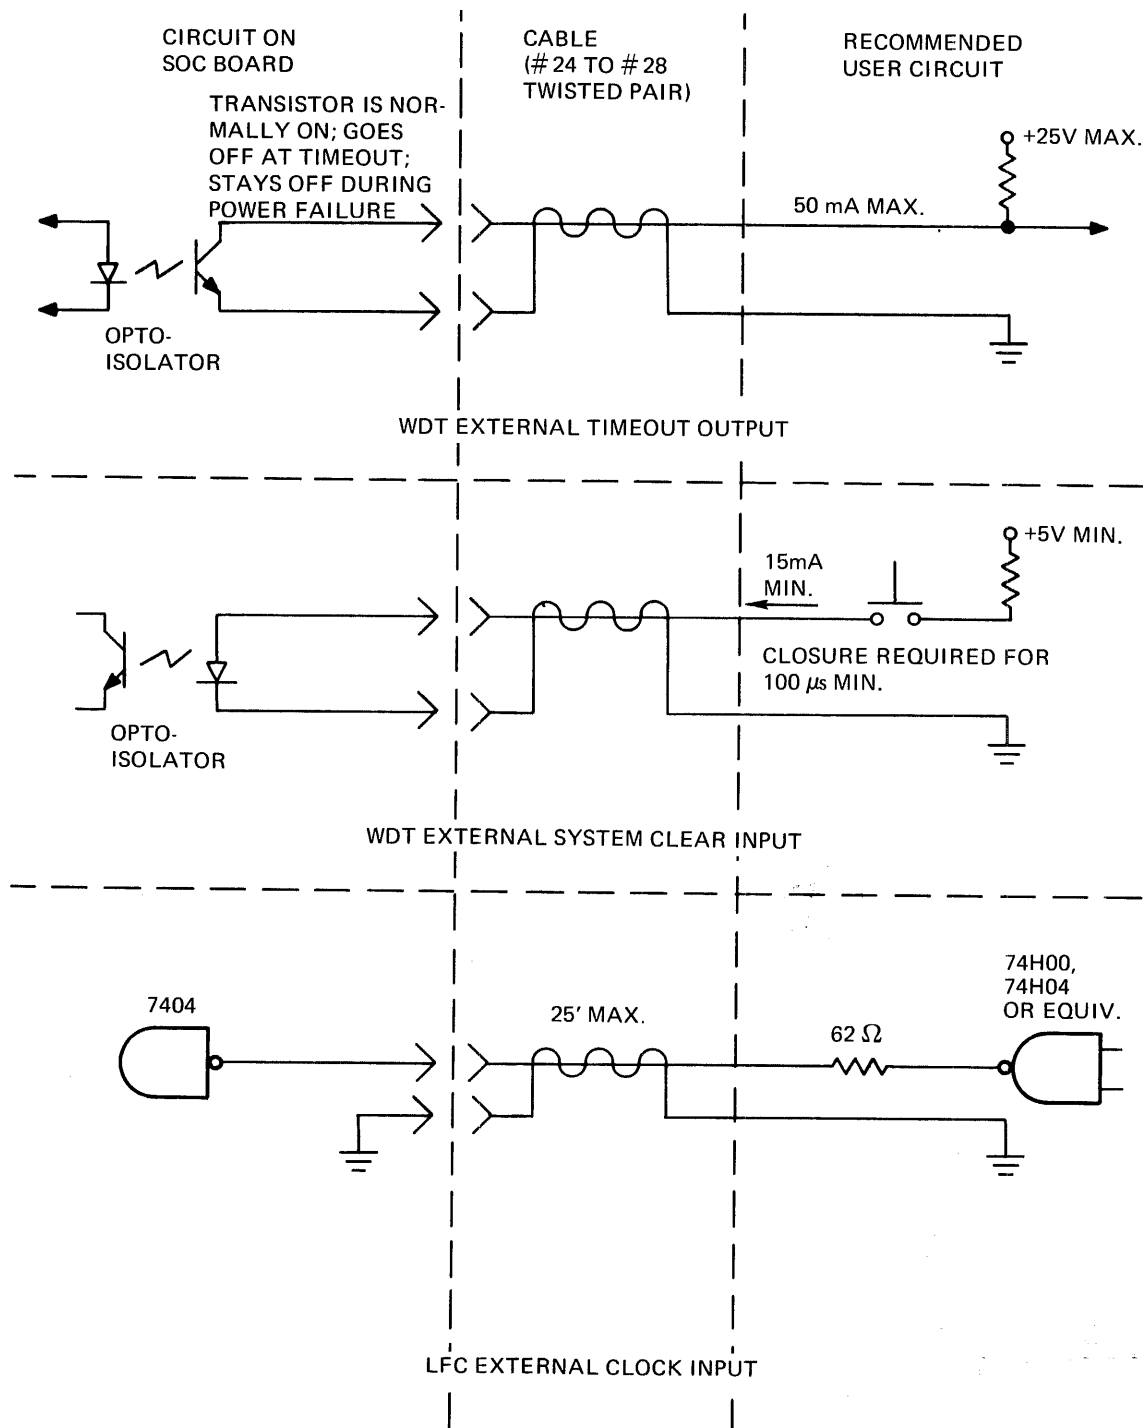 CIRCUIT ON
SOC BOARD
CABLE
(#24 TO #28
TWISTED PAIR)
RECOMMENDED
USER CIRCUIT
TRANSISTOR IS NOR-
MALLY ON; GOES
OFF AT TIMEOUT;
STAYS OFF DURING
POWER FAILURE
+25V MAX.
50 mA MAX.
OPTO-
ISOLATOR
WDT EXTERNAL TIMEOUT OUTPUT
+5V MIN.
15mA
MIN.
CLOSURE REQUIRED FOR
100 μs MIN.
OPTO-
ISOLATOR
WDT EXTERNAL SYSTEM CLEAR INPUT
7404
25' MAX.
62 Ω
74H00,
74H04
OR EQUIV.
LFC EXTERNAL CLOCK INPUT